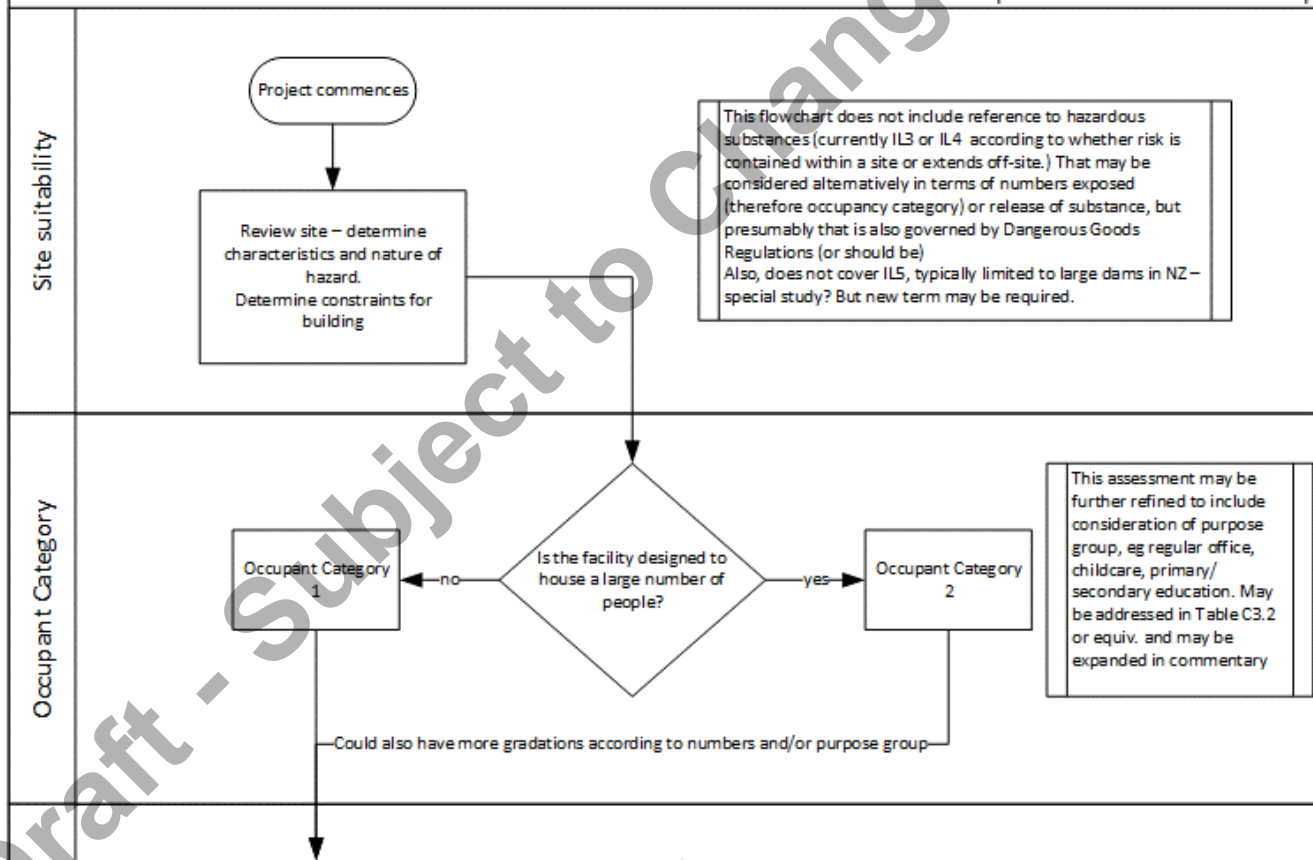 Site suitability
Project commences
Review site – determine
characteristics and nature of
hazard.
Determine constraints for
building
This flowchart does not include reference to hazardous
substances (currently IL3 or IL4 according to whether risk is
contained within a site or extends off-site.) That may be
considered alternatively in terms of numbers exposed
(therefore occupancy category) or release of substance, but
presumably that is also governed by Dangerous Goods
Regulations (or should be)
Also, does not cover IL5, typically limited to large dams in NZ –
special study? But new term may be required.
Occupant Category
Occupant Category
1
no
Is the facility designed to
house a large number of
people?
yes
Occupant Category
2
This assessment may be
further refined to include
consideration of purpose
group, eg regular office,
childcare, primary/
secondary education. May
be addressed in Table C3.2
or equiv. and may be
expanded in commentary
Could also have more gradations according to numbers and/or purpose group
Draft - Subject to Chang